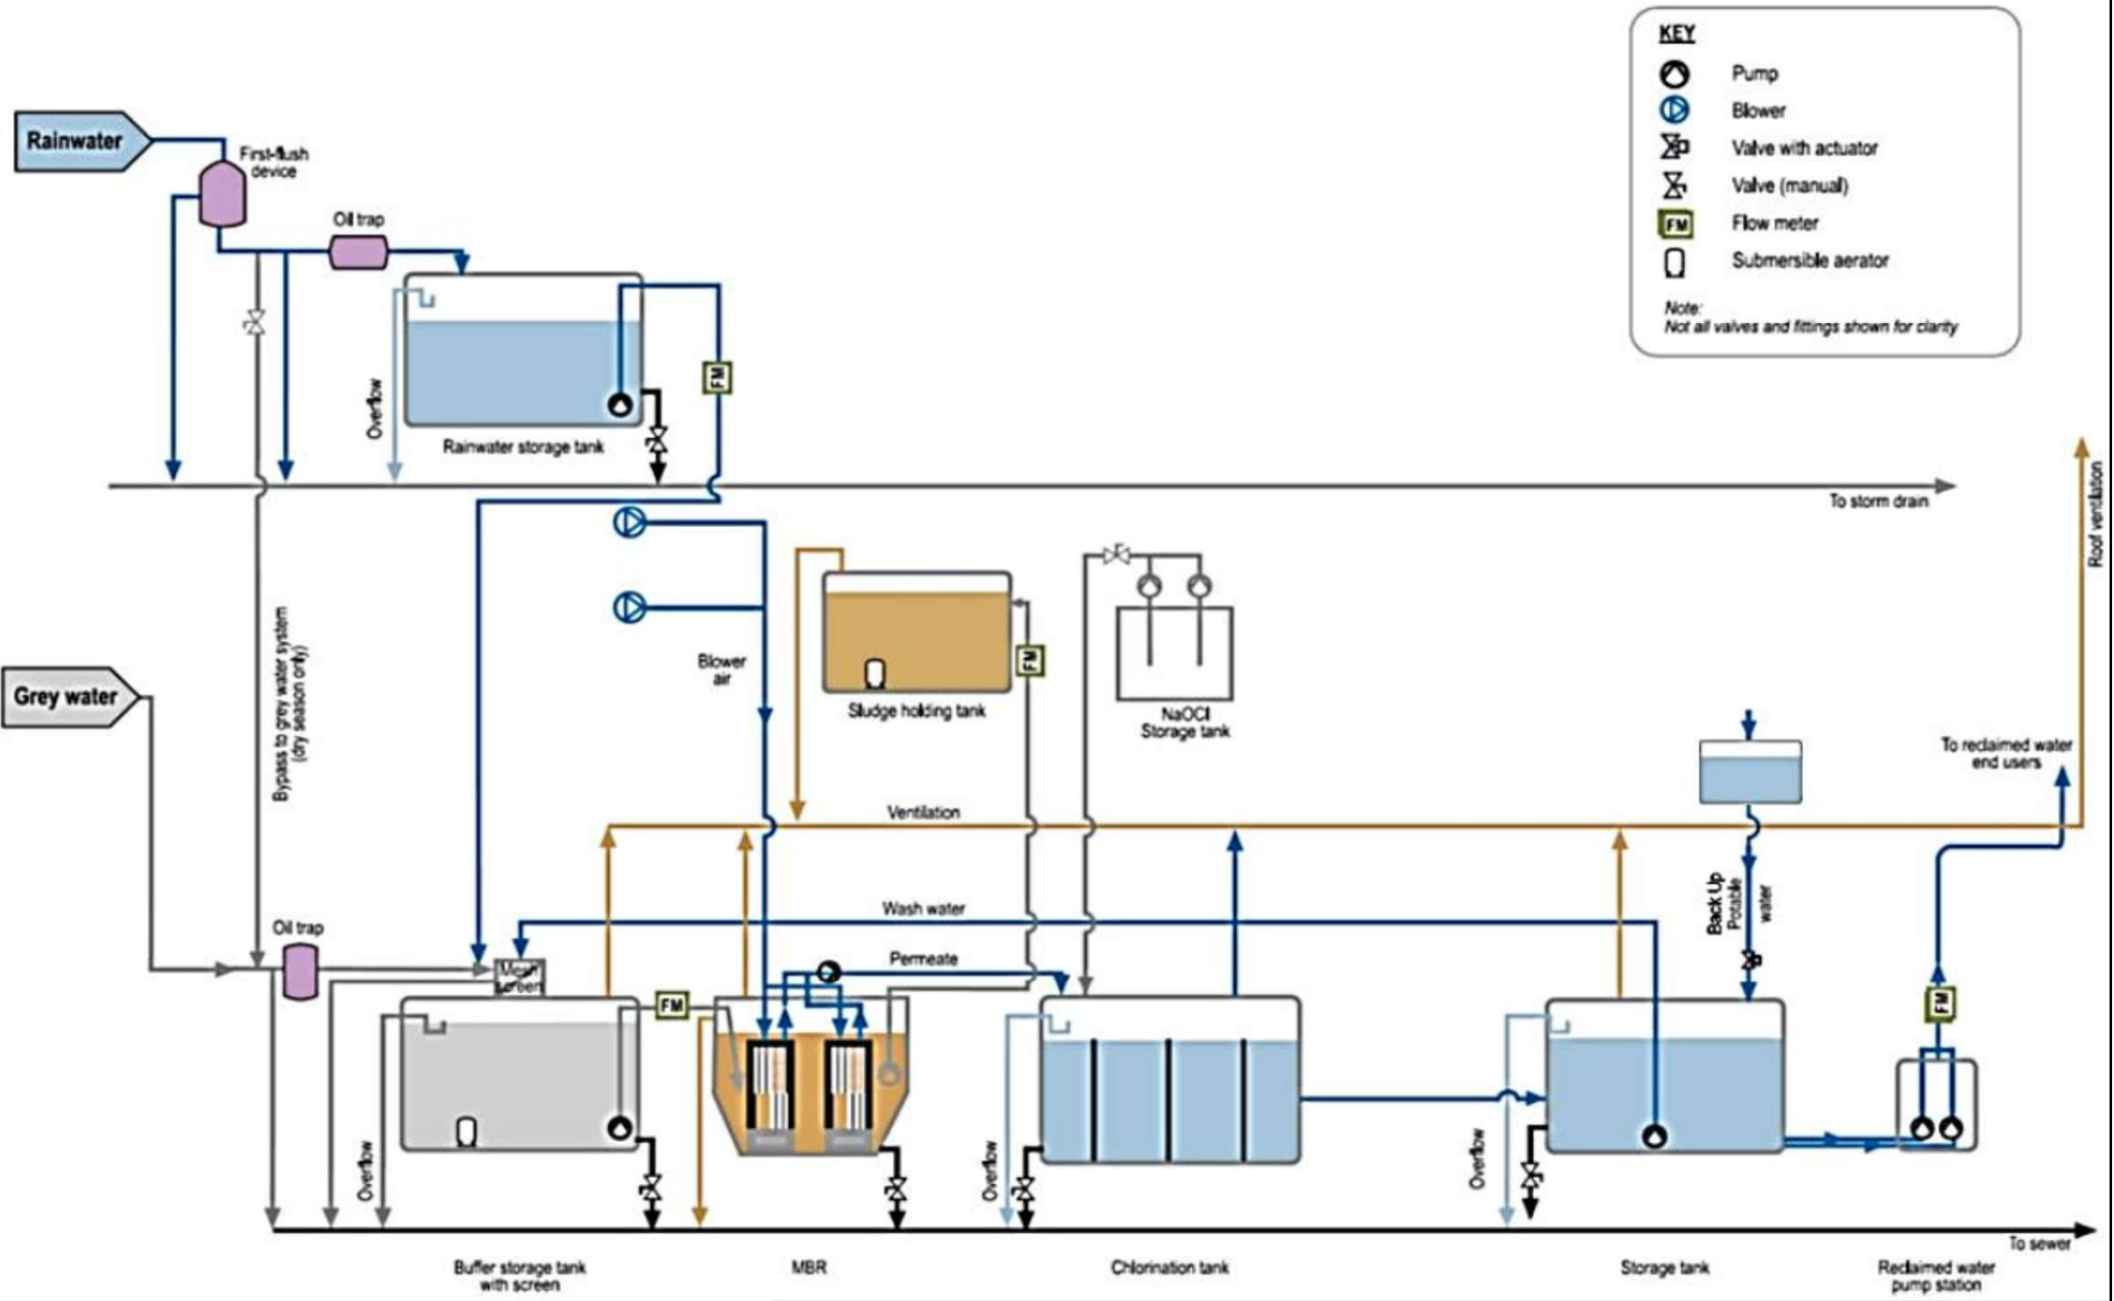 KEY
Pump
Blower
Valve with actuator
Valve (manual)
FM
Flow meter
Submersible aerator
Note:
Not all valves and fittings shown for clarity
Rainwater
First-flush
device
Oil trap
Overflow
FM
Rainwater storage tank
To storm drain
Roof ventilation
Bypass to grey water system
(dry season only)
Grey water
Blower
air
FM
Sludge holding tank
NaOCl
Storage tank
To reclaimed water
end users
Ventilation
Back Up
Potable
water
Wash water
Oil trap
Permeate
Mesh
screen
FM
FM
Overflow
Overflow
Overflow
To sewer
Buffer storage tank
with screen
MBR
Chlorination tank
Storage tank
Reclaimed water
pump station